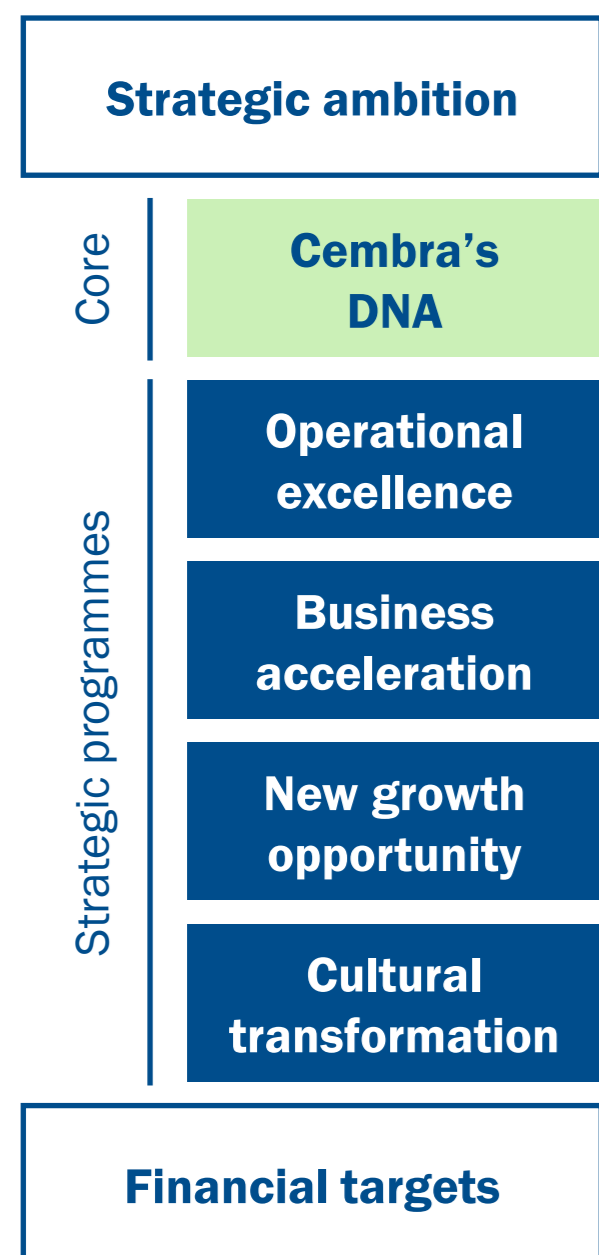 Strategic ambition
Core
Cembra’s
DNA
Strategic programmes
Operational
excellence
Business
acceleration
New growth
opportunity
Cultural
transformation
Financial targets